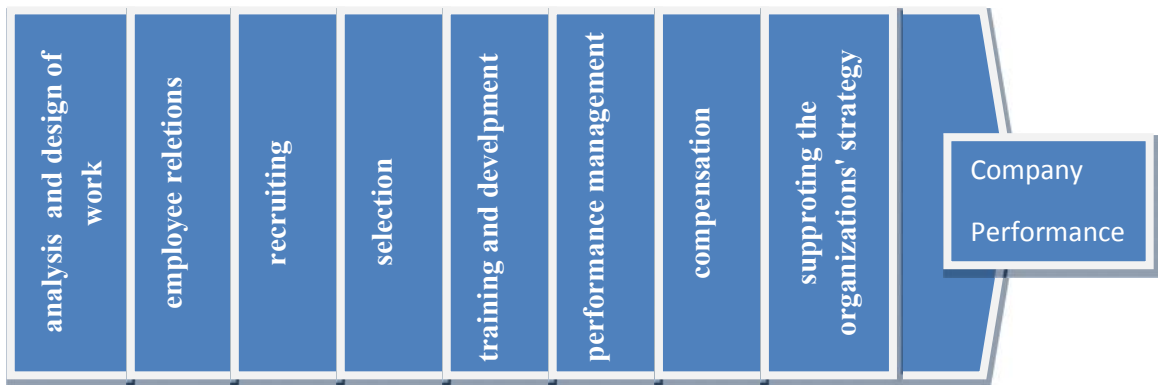 analysis and design of
work
employee reletions
recruiting
selection
training and develpment
performance management
compensation
supproting the
organizations' strategy
Company
Performance